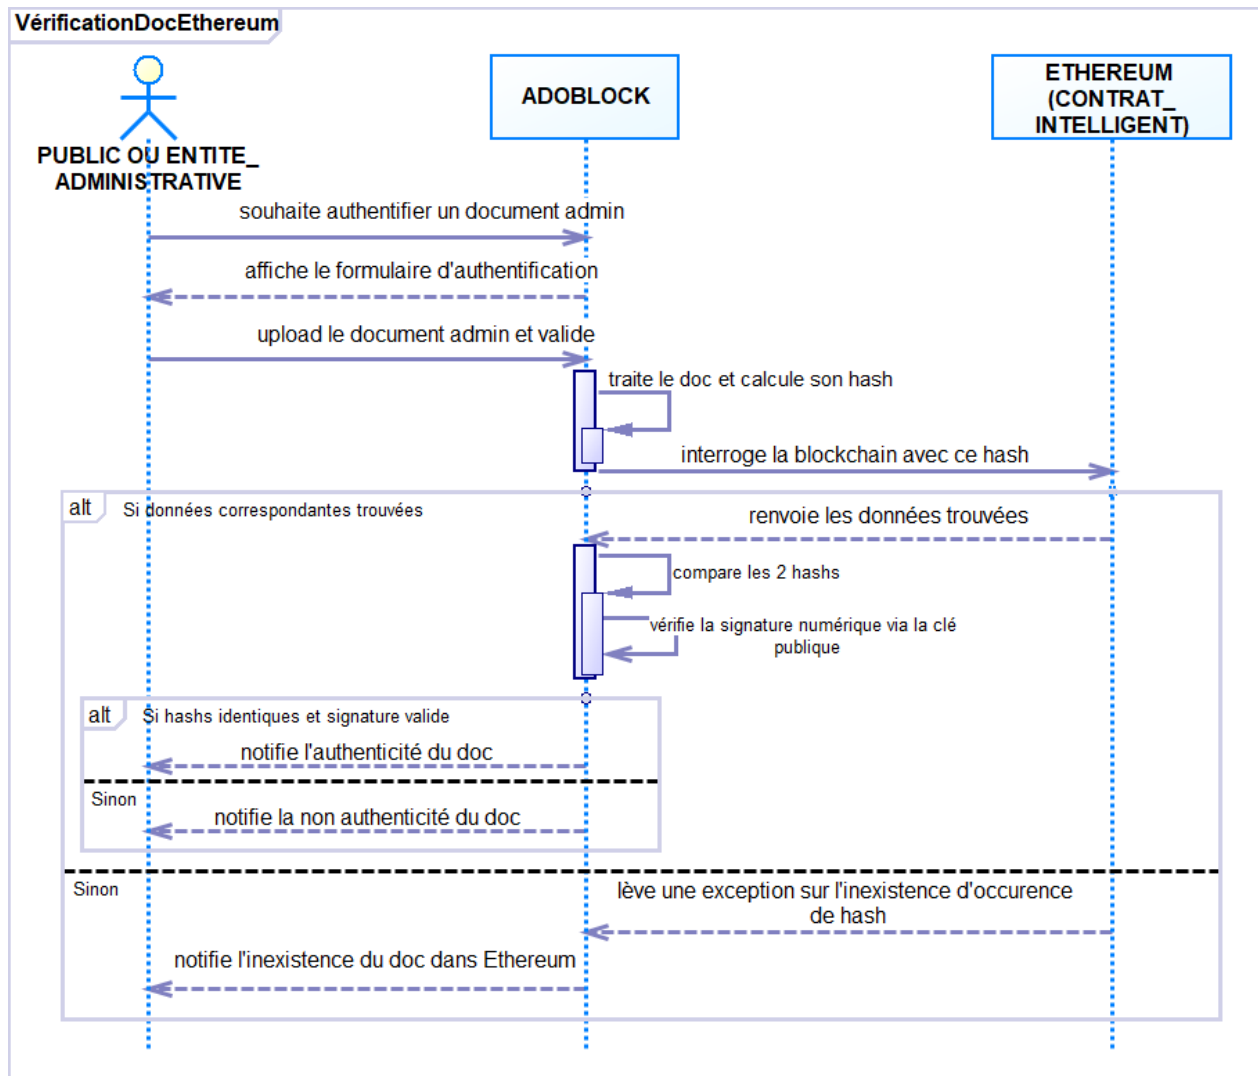 VérificationDocEthereum
PUBLIC OU ENTITE_
ADMINISTRATIVE
ADOBLOCK
ETHEREUM
(CONTRAT_
INTELLIGENT)
souhaite authentifier un document admin
affiche le formulaire d'authentification
upload le document admin et valide
traite le doc et calcule son hash
interroge la blockchain avec ce hash
alt
Si données correspondantes trouvées
renvoie les données trouvées
compare les 2 hashs
vérifie la signature numérique via la clé
publique
alt
Si hashs identiques et signature valide
notifie l'authenticité du doc
Sinon
notifie la non authenticité du doc
Sinon
lève une exception sur l'inexistence d'occurence
de hash
notifie l'inexistence du doc dans Ethereum